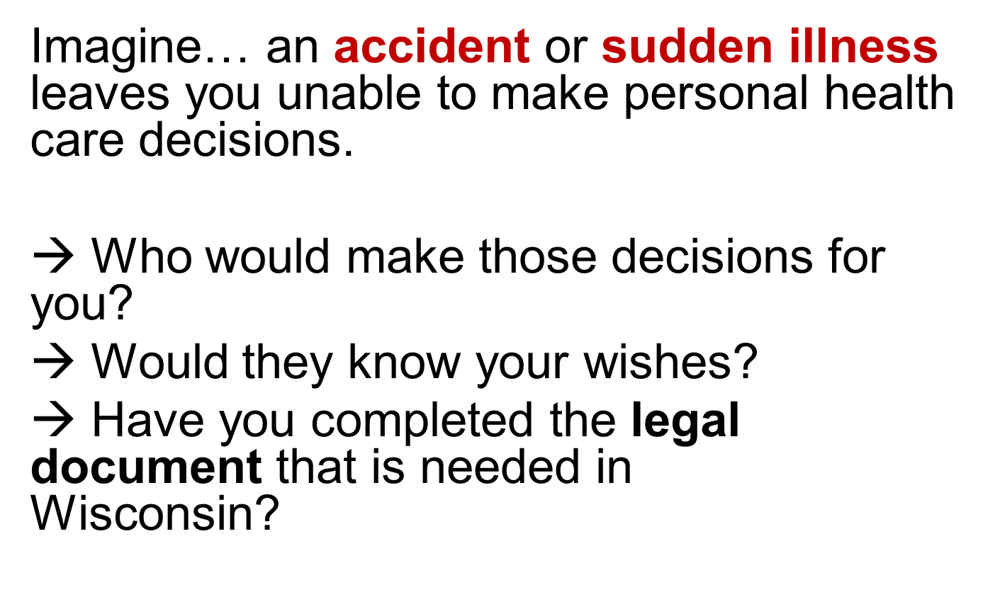 Imagine… an accident or sudden illness
leaves you unable to make personal health
care decisions.
→ Who would make those decisions for
you?
→ Would they know your wishes?
→ Have you completed the legal
document that is needed in
Wisconsin?